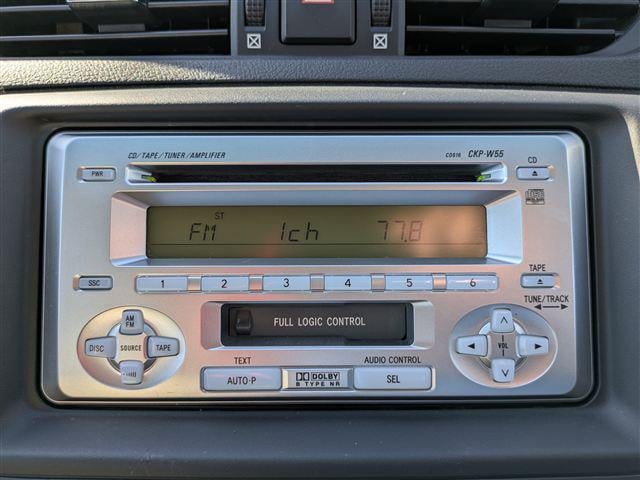 CD/TAPE/TUNER/AMPLIFIER CD616 CKP-W55
PWR CD
ST
FM 1ch 77.8
SSC 1 2 3 4 5 6 TAPE
TUNE/TRACK
FULL LOGIC CONTROL
AM
FM
DISC SOURCE TAPE
VOL
TEXT AUDIO CONTROL
AUTO·P DOLBY SEL
B TYPE NR